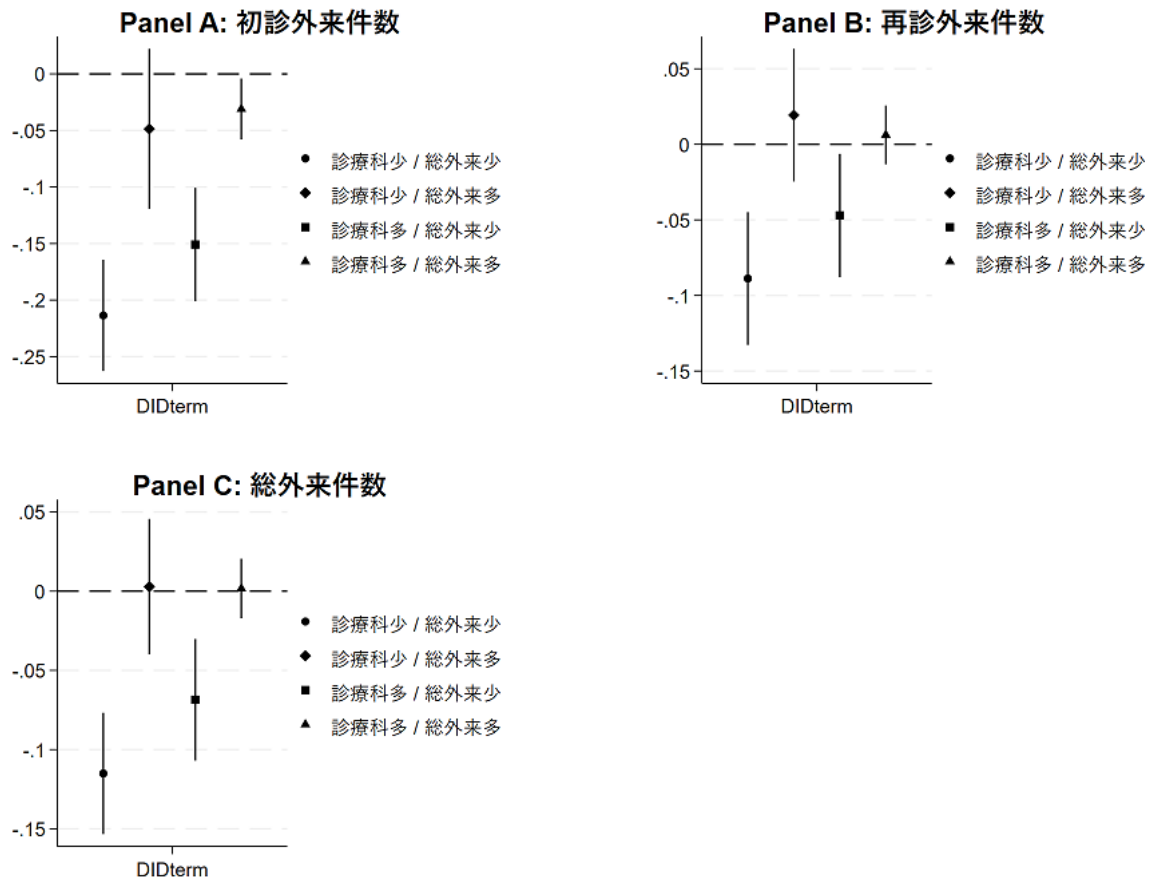 Panel A: 初診外来件数
0
-.05
-.1
-.15
-.2
-.25
DIDterm
診療科少 / 総外来少
診療科少 / 総外来多
診療科多 / 総外来少
診療科多 / 総外来多
Panel B: 再診外来件数
.05
0
-.05
-.1
-.15
DIDterm
診療科少 / 総外来少
診療科少 / 総外来多
診療科多 / 総外来少
診療科多 / 総外来多
Panel C: 総外来件数
.05
0
-.05
-.1
-.15
DIDterm
診療科少 / 総外来少
診療科少 / 総外来多
診療科多 / 総外来少
診療科多 / 総外来多